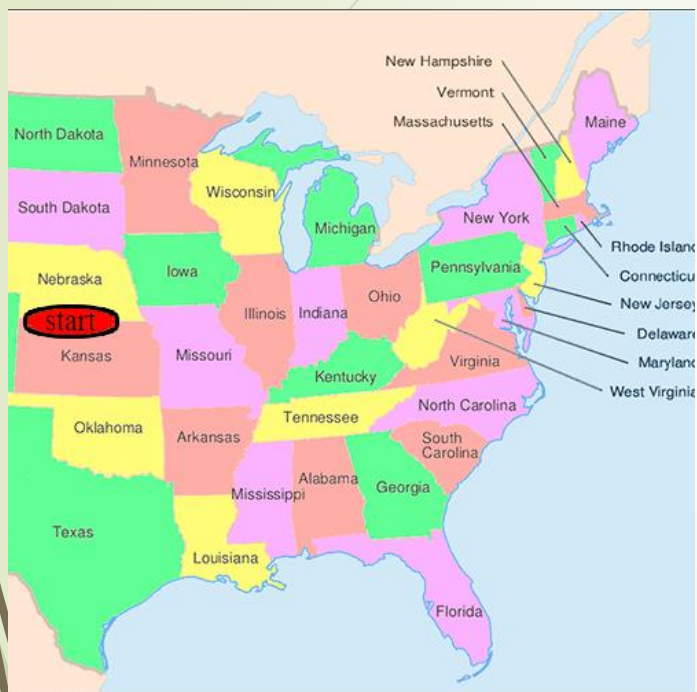 New Hampshire
Vermont
Massachusetts
Maine
North Dakota
Minnesota
Wisconsin
South Dakota
Michigan
New York
Rhode Islanc
Iowa
Pennsylvania
Connecticu
Nebraska
New Jersey
Illinois
Indiana
Ohio
start
Delaware
Kansas
Missouri
Virginia
Marylanc
Kentucky
West Virginia
North Carolina
Oklahoma
Tennessee
Arkansas
South
Carolina
Alabama
Mississippi
Georgia
Texas
Louisiana
Florida